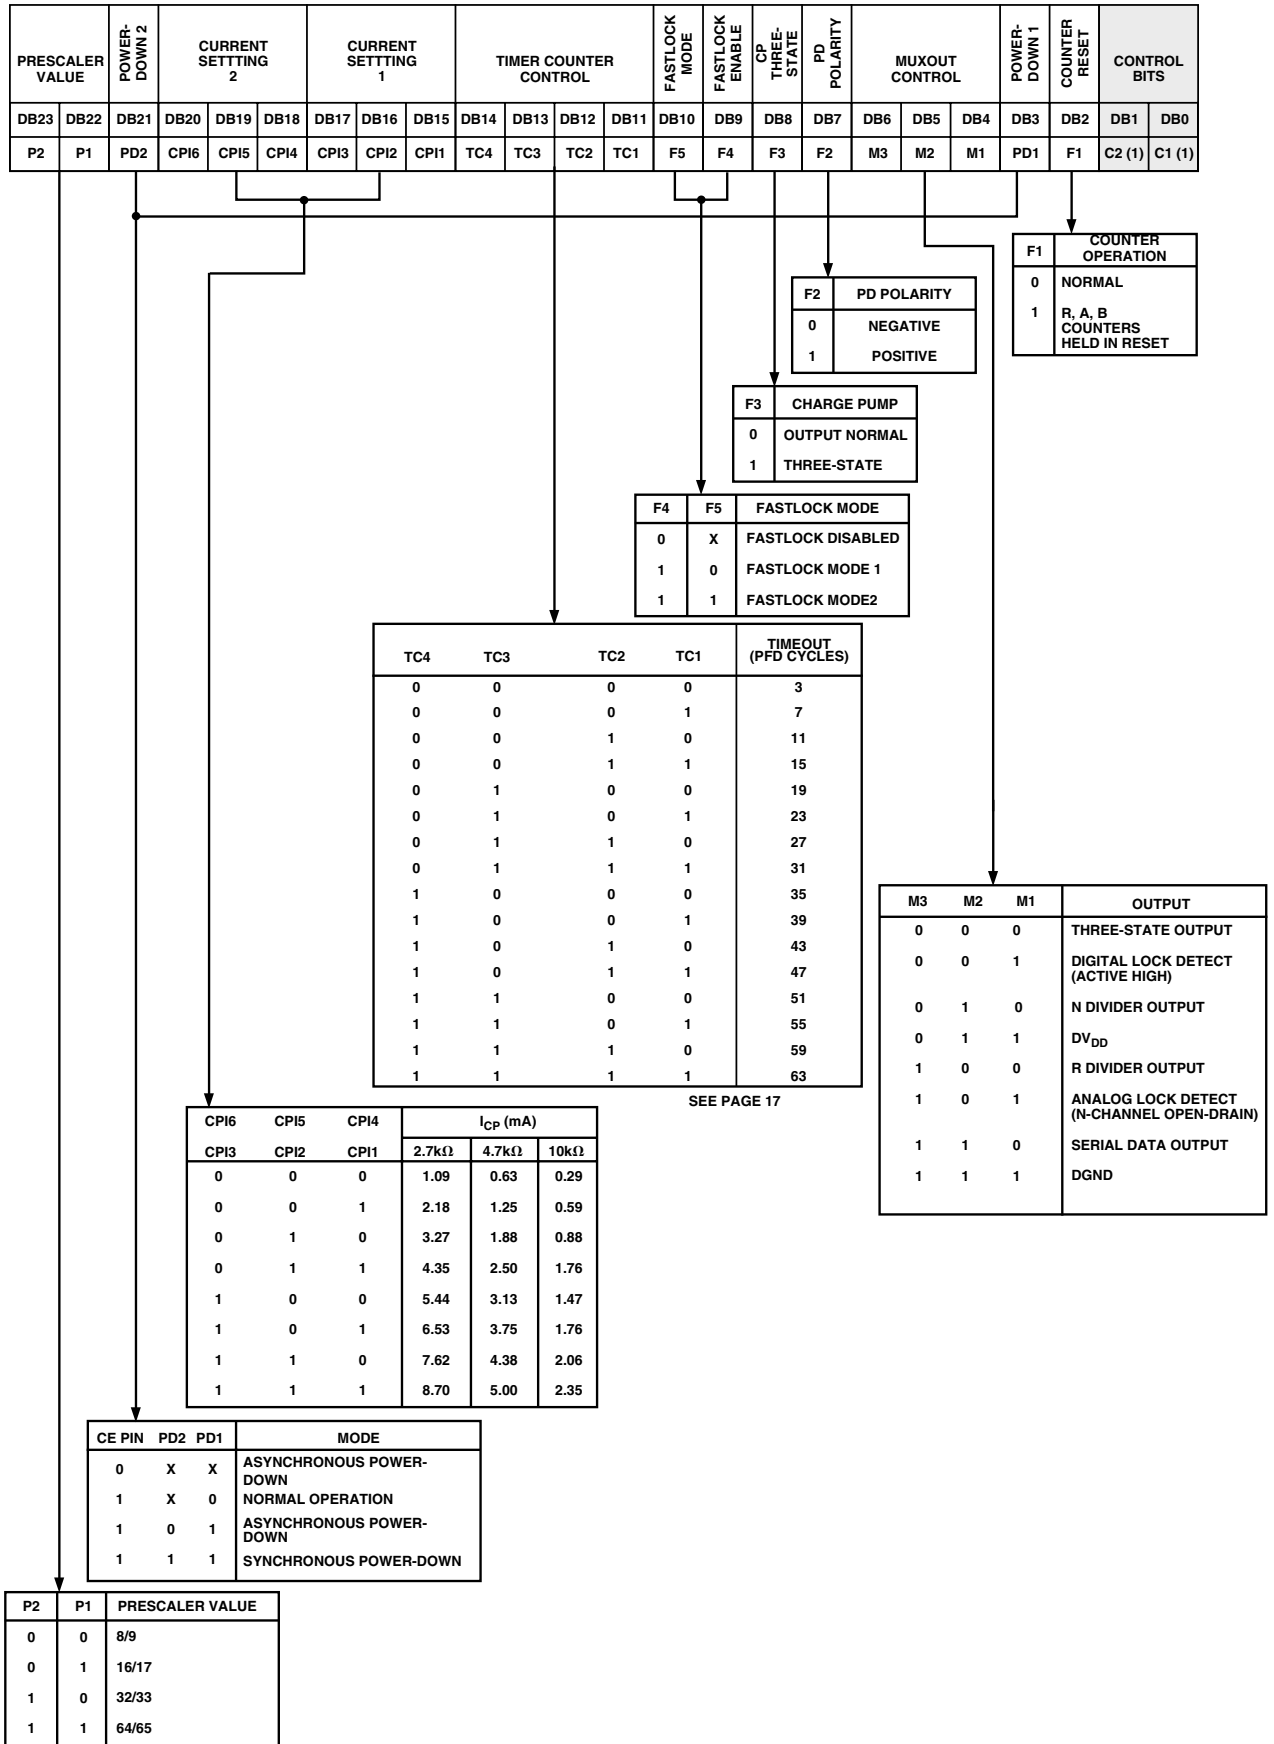 PRESCALER VALUE
POWER-DOWN 2
CURRENT SETTTING 2
CURRENT SETTTING 1
TIMER COUNTER CONTROL
FASTLOCK MODE
FASTLOCK ENABLE
CP THREE-STATE
PD POLARITY
MUXOUT CONTROL
POWER-DOWN 1
COUNTER RESET
CONTROL BITS
DB23 DB22 DB21 DB20 DB19 DB18 DB17 DB16 DB15 DB14 DB13 DB12 DB11 DB10 DB9 DB8 DB7 DB6 DB5 DB4 DB3 DB2 DB1 DB0
P2 P1 PD2 CPI6 CPI5 CPI4 CPI3 CPI2 CPI1 TC4 TC3 TC2 TC1 F5 F4 F3 F2 M3 M2 M1 PD1 F1 C2 (1) C1 (1)
F1 COUNTER OPERATION
0 NORMAL
1 R, A, B
COUNTERS
HELD IN RESET
F2 PD POLARITY
0 NEGATIVE
1 POSITIVE
F3 CHARGE PUMP
0 OUTPUT NORMAL
1 THREE-STATE
F4 F5 FASTLOCK MODE
0 X FASTLOCK DISABLED
1 0 FASTLOCK MODE 1
1 1 FASTLOCK MODE2
TC4 TC3 TC2 TC1 TIMEOUT (PFD CYCLES)
0 0 0 0 3
0 0 0 1 7
0 0 1 0 11
0 0 1 1 15
0 1 0 0 19
0 1 0 1 23
0 1 1 0 27
0 1 1 1 31
1 0 0 0 35
1 0 0 1 39
1 0 1 0 43
1 0 1 1 47
1 1 0 0 51
1 1 0 1 55
1 1 1 0 59
1 1 1 1 63
SEE PAGE 17
M3 M2 M1 OUTPUT
0 0 0 THREE-STATE OUTPUT
0 0 1 DIGITAL LOCK DETECT
(ACTIVE HIGH)
0 1 0 N DIVIDER OUTPUT
0 1 1 DVDD
1 0 0 R DIVIDER OUTPUT
1 0 1 ANALOG LOCK DETECT
(N-CHANNEL OPEN-DRAIN)
1 1 0 SERIAL DATA OUTPUT
1 1 1 DGND
CPI6 CPI5 CPI4 ICP (mA)
CPI3 CPI2 CPI1 2.7kΩ 4.7kΩ 10kΩ
0 0 0 1.09 0.63 0.29
0 0 1 2.18 1.25 0.59
0 1 0 3.27 1.88 0.88
0 1 1 4.35 2.50 1.76
1 0 0 5.44 3.13 1.47
1 0 1 6.53 3.75 1.76
1 1 0 7.62 4.38 2.06
1 1 1 8.70 5.00 2.35
CE PIN PD2 PD1 MODE
0 X X ASYNCHRONOUS POWER-
DOWN
1 X 0 NORMAL OPERATION
1 0 1 ASYNCHRONOUS POWER-
DOWN
1 1 1 SYNCHRONOUS POWER-DOWN
P2 P1 PRESCALER VALUE
0 0 8/9
0 1 16/17
1 0 32/33
1 1 64/65